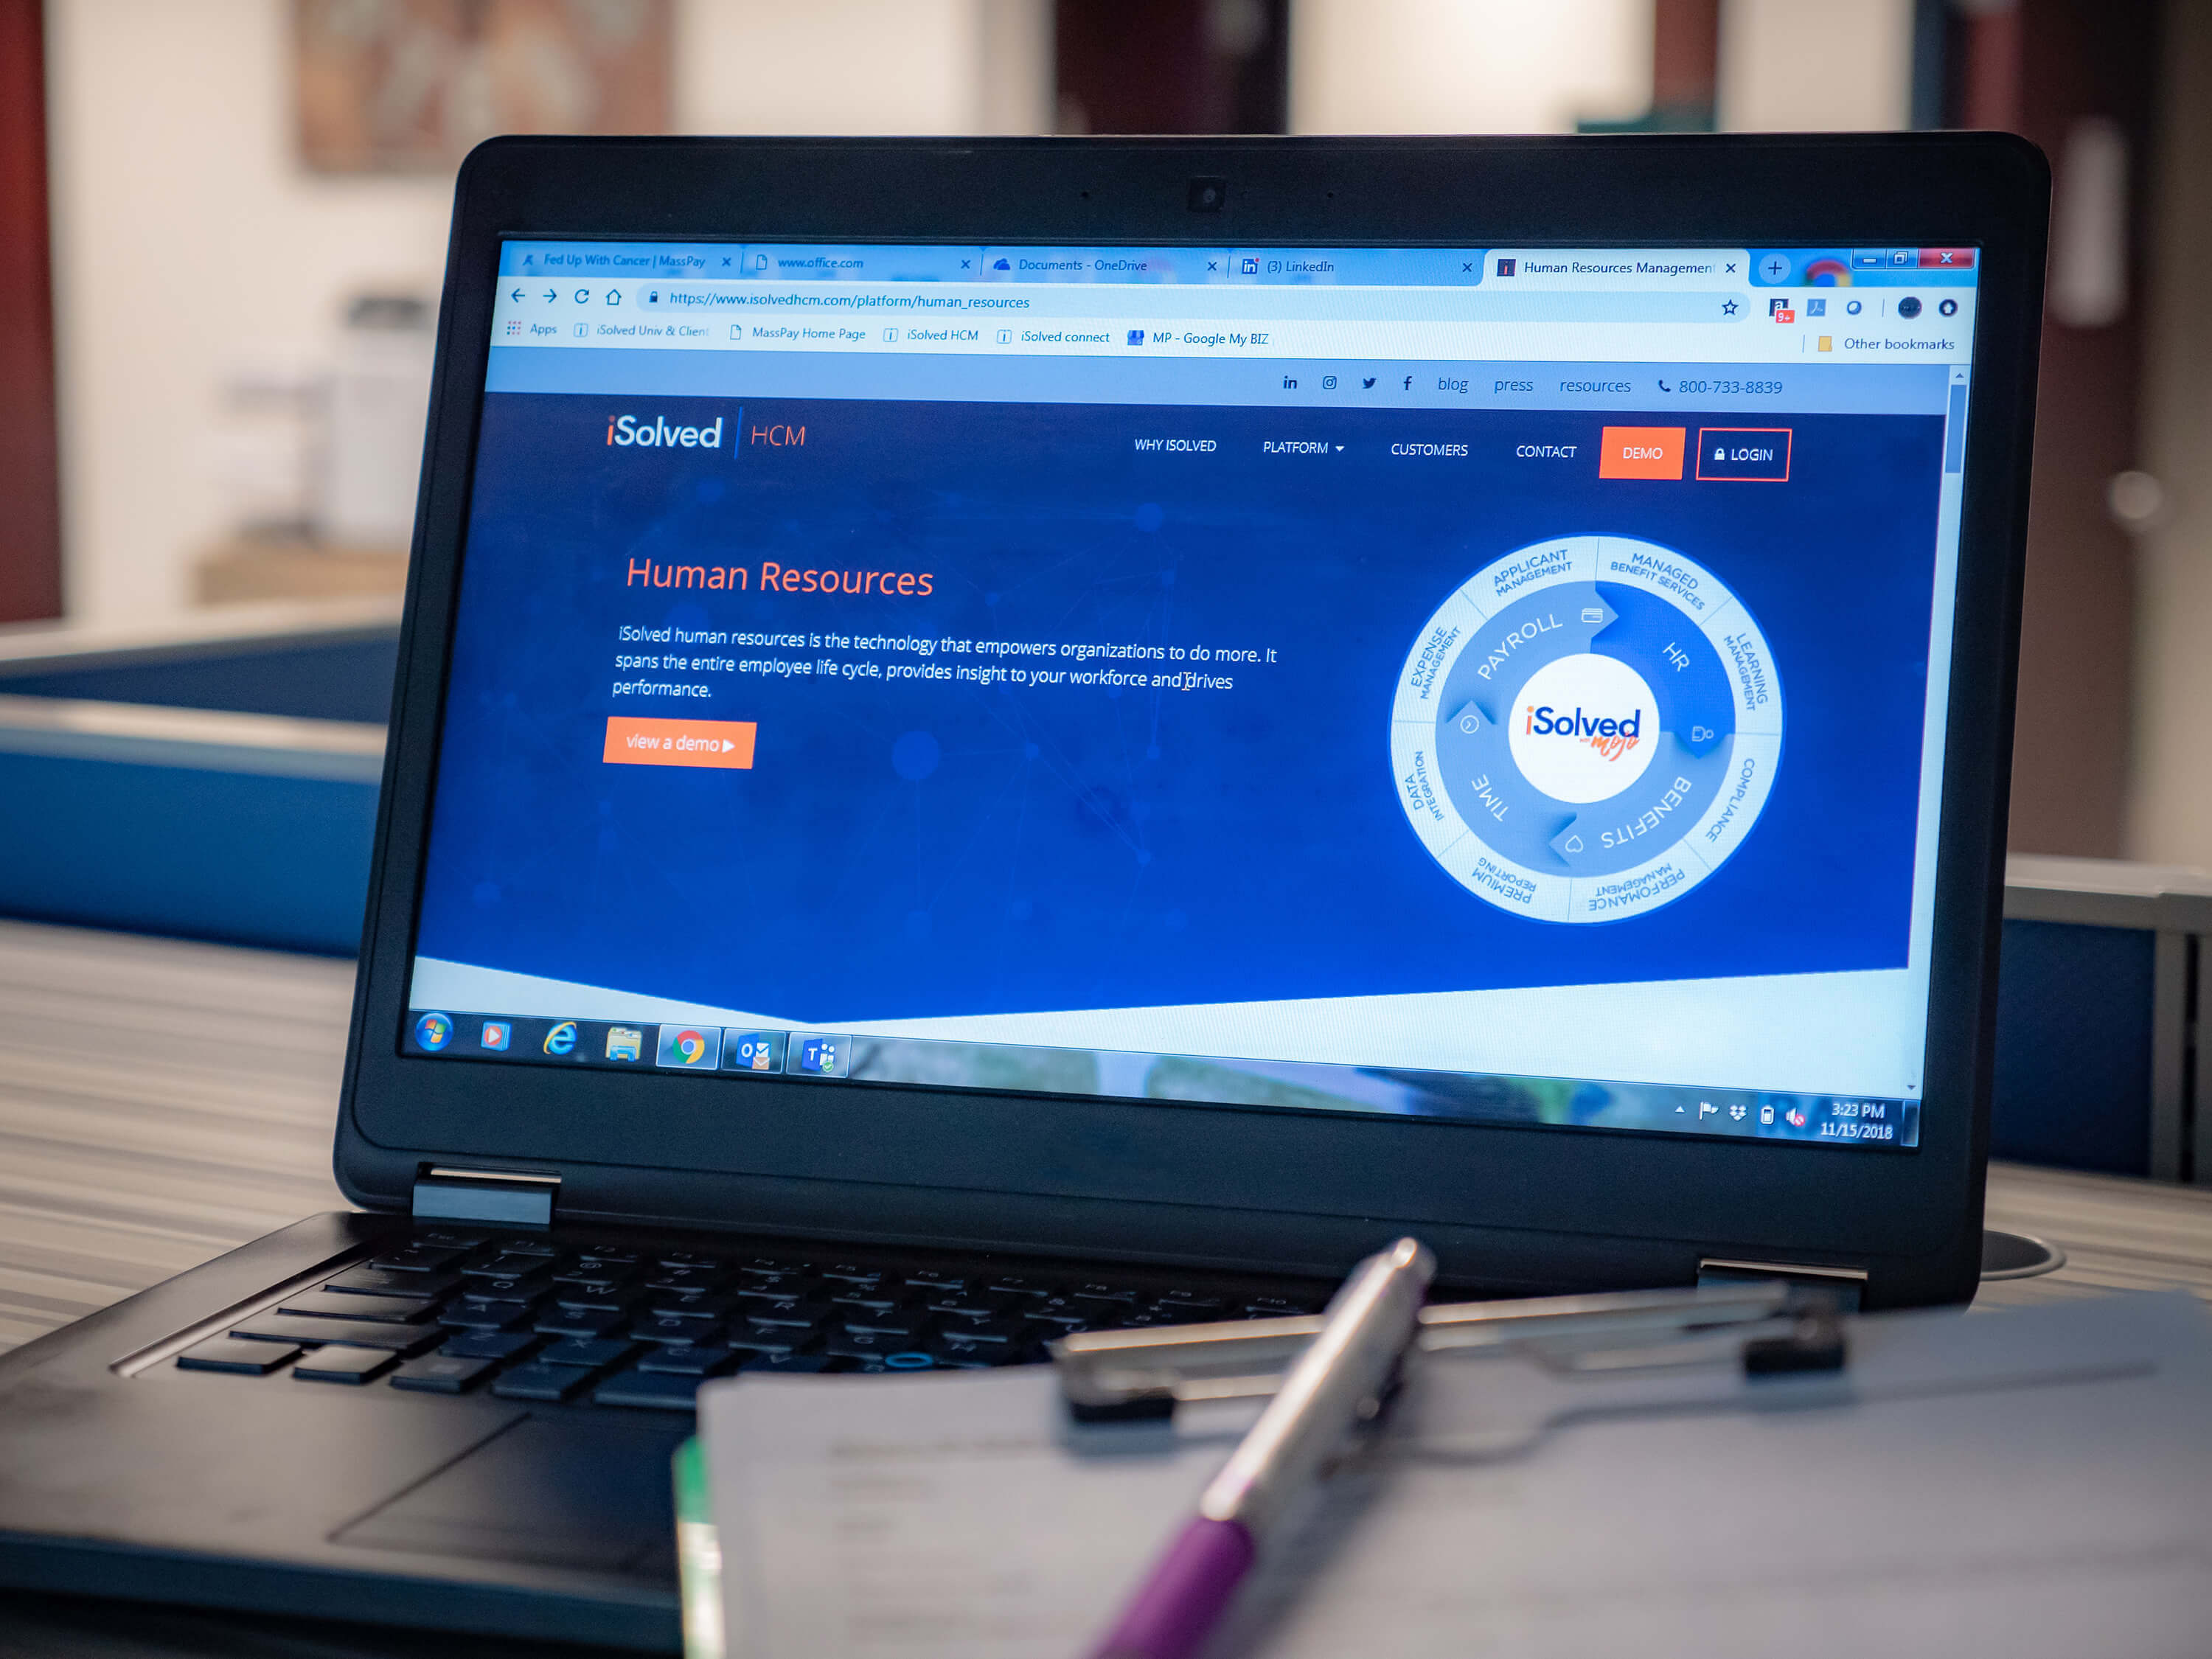 Fed Up With Cancer | MassPay
www.office.com
Documents - OneDrive
(3) LinkedIn
Human Resources Managemen
https://www.isolvedhcm.com/platform/human_resources
9+
Apps
iSolved Univ & Client
MassPay Home Page
iSolved HCM
iSolved connect
MP - Google My BIZ
Other bookmarks
blog
press
resources
800-733-8839
iSolved | HCM
WHY ISOLVED
PLATFORM
CUSTOMERS
CONTACT
DEMO
LOGIN
Human Resources
iSolved human resources is the technology that empowers organizations to do more. It
spans the entire employee life cycle, provides insight to your workforce and drives
performance.
view a demo
APPLICANT
MANAGEMENT
MANAGED
BENEFIT SERVICES
LEARNING
MANAGEMENT
COMPLIANCE
PERFOMANCE
MANAGEMENT
PREMIUM
REPORTING
DATA
INTEGRATION
EXPENSE
MANAGEMENT
PAYROLL
HR
BENEFITS
TIME
iSolved
mojo
3:23 PM
11/15/2018